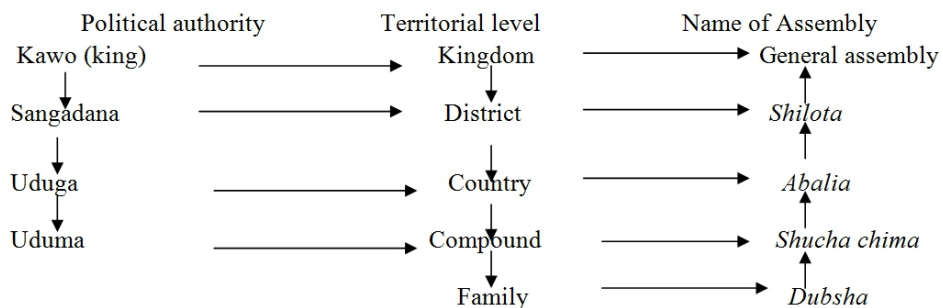 Political authority Territorial level Name of Assembly
Kawo (king) Kingdom General assembly
Sangadana District Shilota
Uduga Country Abalia
Uduma Compound Shucha chima
Family Dubsha